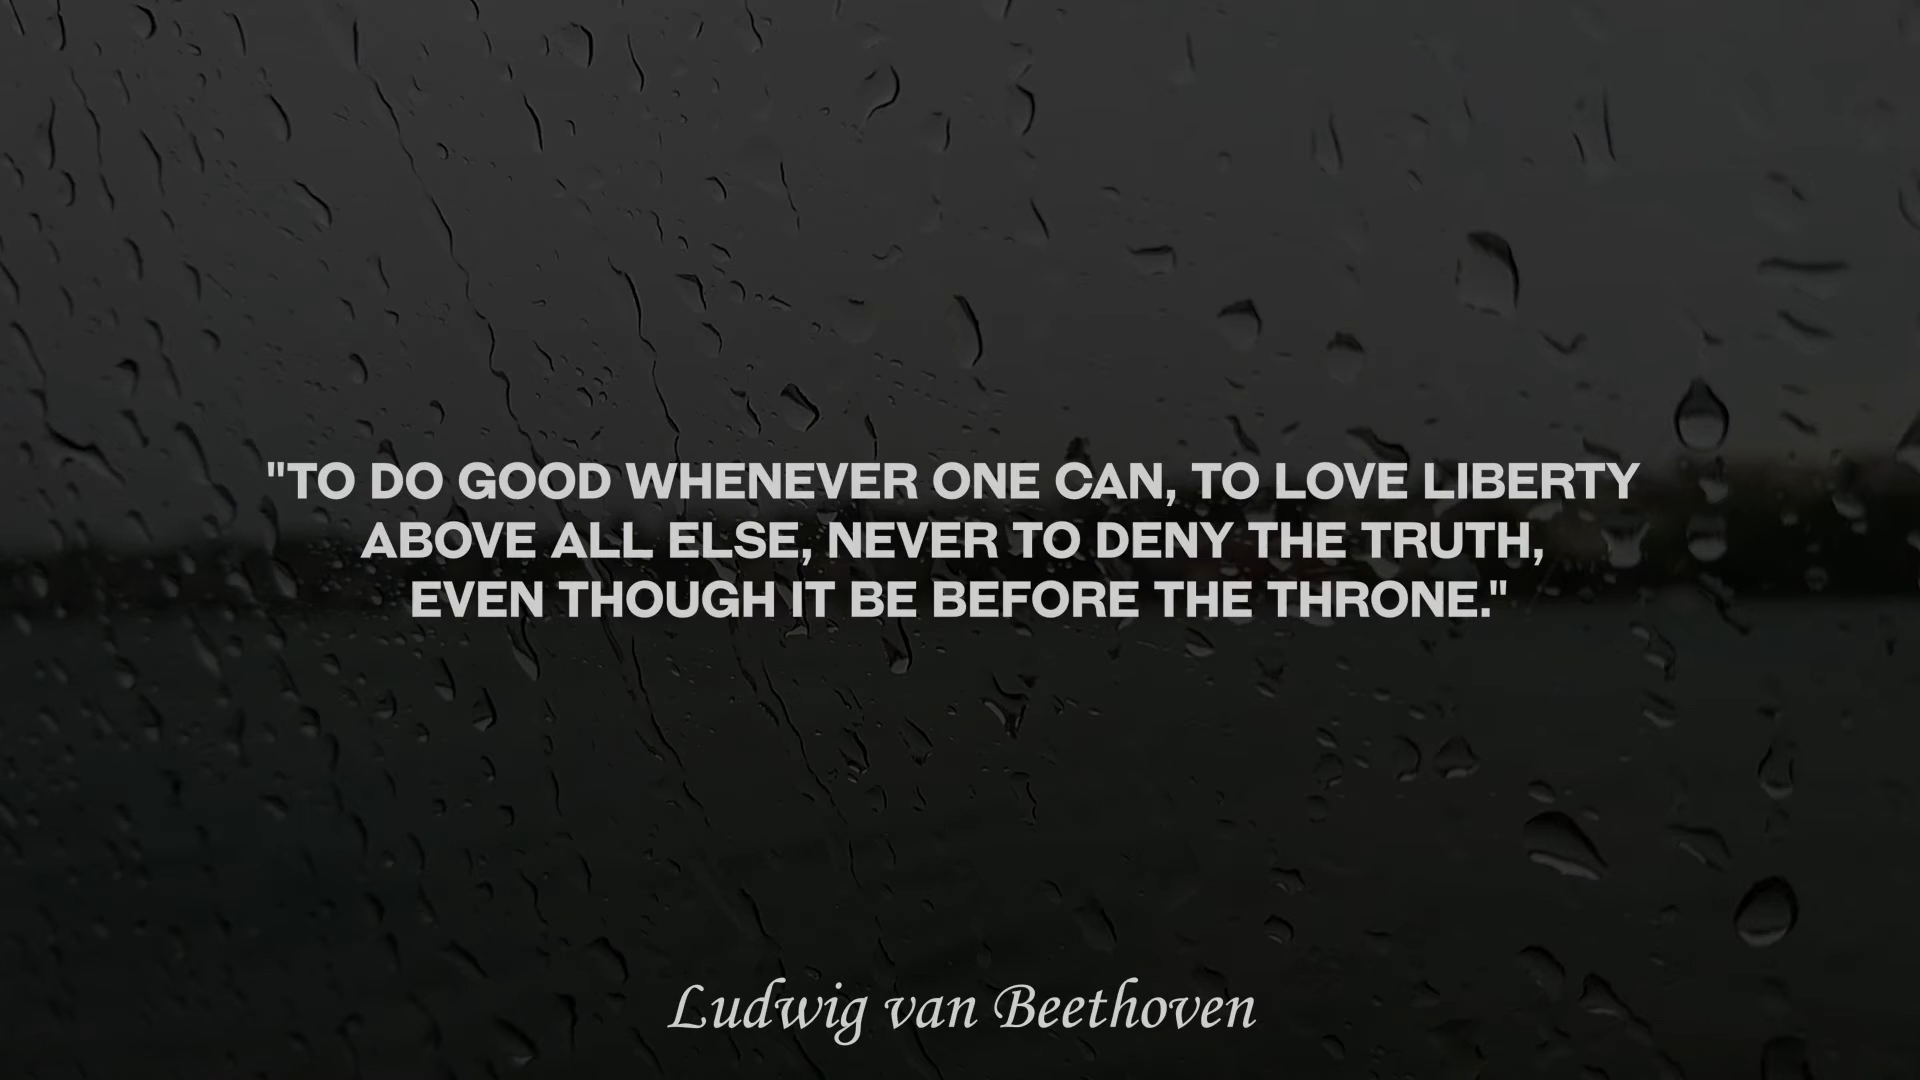 "TO DO GOOD WHENEVER ONE CAN, TO LOVE LIBERTY
ABOVE ALL ELSE, NEVER TO DENY THE TRUTH,
EVEN THOUGH IT BE BEFORE THE THRONE."
Ludwig van Beethoven